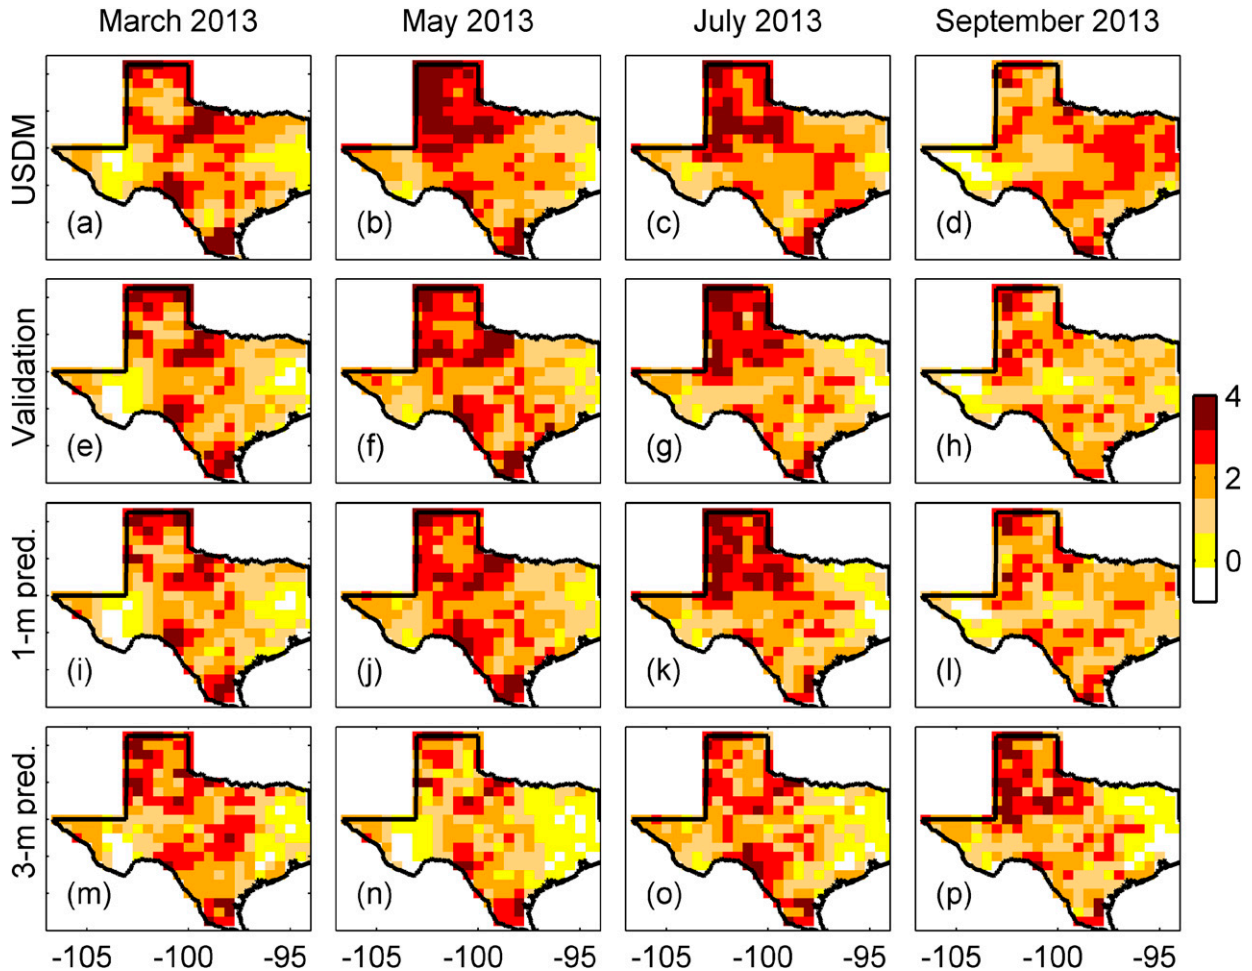 March 2013 May 2013 July 2013 September 2013
USDM
(a) (b) (c) (d)
Validation
(e) (f) (g) (h)
4
2
0
1-m pred.
(i) (j) (k) (l)
3-m pred.
(m) (n) (o) (p)
-105 -100 -95 -105 -100 -95 -105 -100 -95 -105 -100 -95